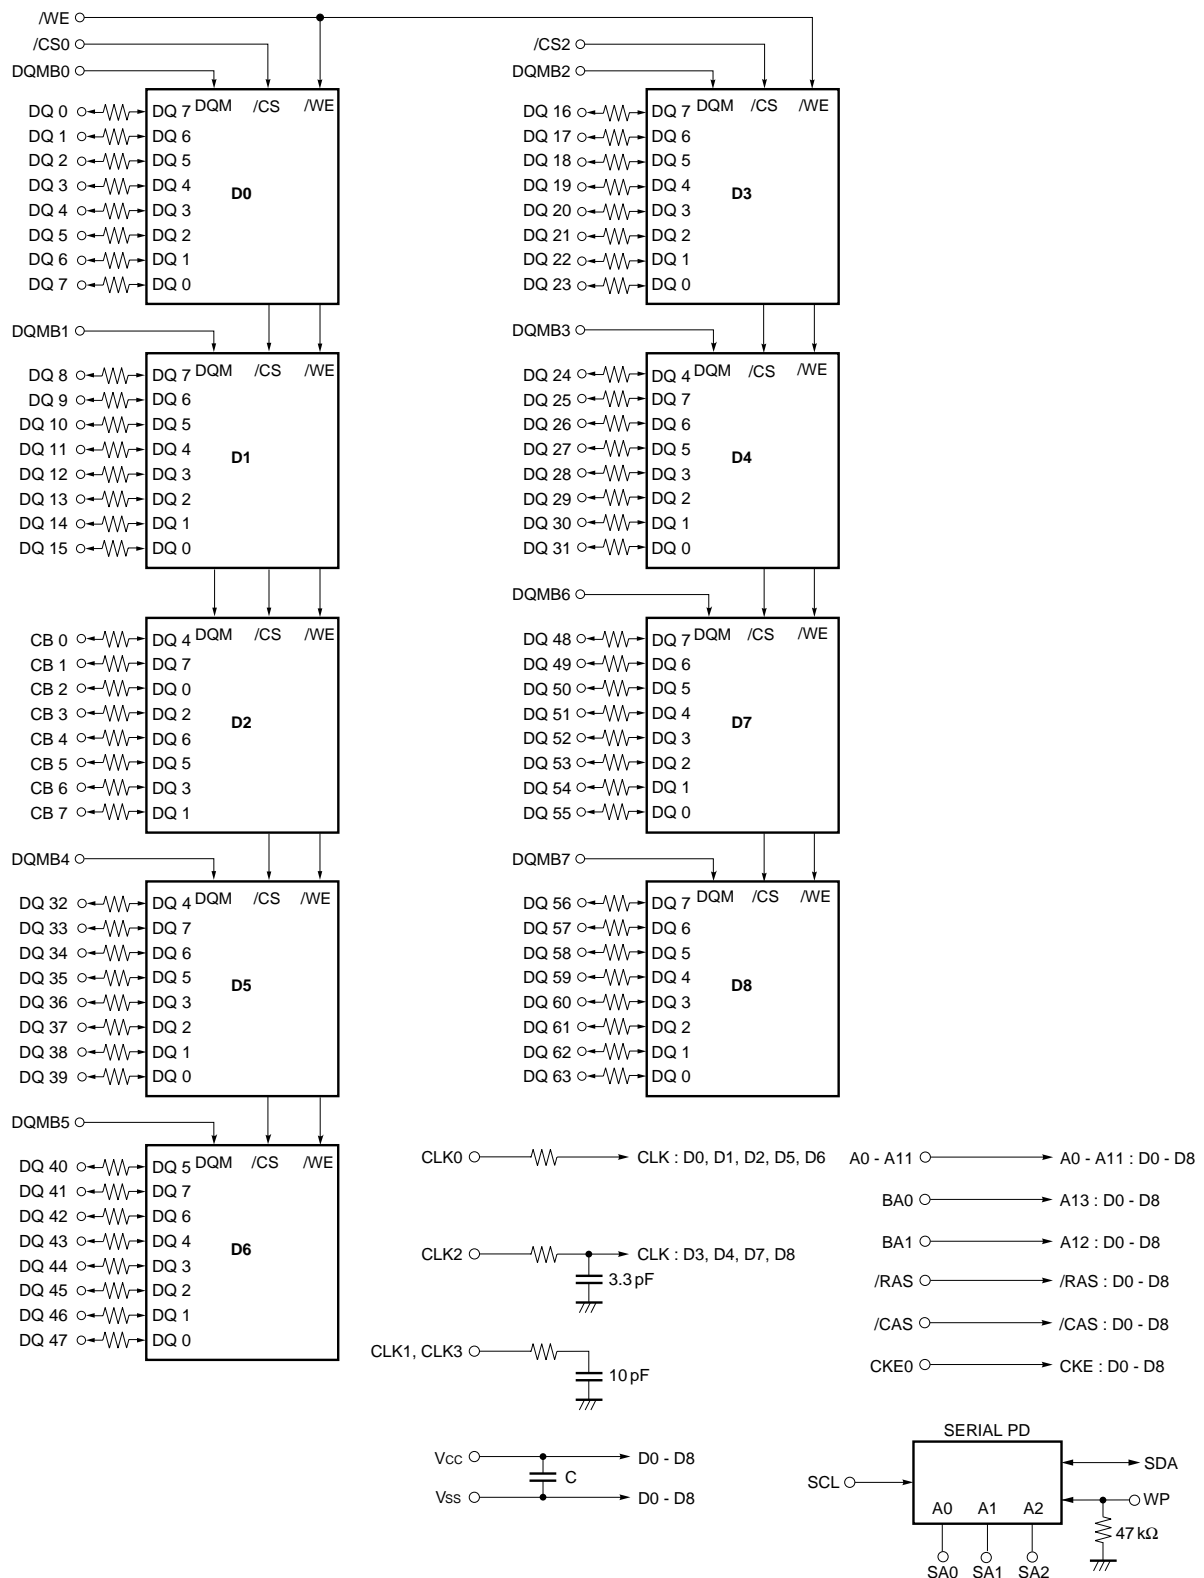 /WE
/CS0
DQMB0
DQM /CS /WE
DQ 0 DQ 7
DQ 1 DQ 6
DQ 2 DQ 5
DQ 3 DQ 4
D0
DQ 4 DQ 3
DQ 5 DQ 2
DQ 6 DQ 1
DQ 7 DQ 0
DQMB1
DQM /CS /WE
DQ 8 DQ 7
DQ 9 DQ 6
DQ 10 DQ 5
DQ 11 DQ 4
D1
DQ 12 DQ 3
DQ 13 DQ 2
DQ 14 DQ 1
DQ 15 DQ 0
DQM /CS /WE
CB 0 DQ 4
CB 1 DQ 7
CB 2 DQ 0
CB 3 DQ 2
D2
CB 4 DQ 6
CB 5 DQ 5
CB 6 DQ 3
CB 7 DQ 1
DQMB4
DQM /CS /WE
DQ 32 DQ 4
DQ 33 DQ 7
DQ 34 DQ 6
DQ 35 DQ 5
D5
DQ 36 DQ 3
DQ 37 DQ 2
DQ 38 DQ 1
DQ 39 DQ 0
DQMB5
DQM /CS /WE
DQ 40 DQ 5
DQ 41 DQ 7
DQ 42 DQ 6
DQ 43 DQ 4
D6
DQ 44 DQ 3
DQ 45 DQ 2
DQ 46 DQ 1
DQ 47 DQ 0
/CS2
DQMB2
DQM /CS /WE
DQ 16 DQ 7
DQ 17 DQ 6
DQ 18 DQ 5
DQ 19 DQ 4
D3
DQ 20 DQ 3
DQ 21 DQ 2
DQ 22 DQ 1
DQ 23 DQ 0
DQMB3
DQM /CS /WE
DQ 24 DQ 4
DQ 25 DQ 7
DQ 26 DQ 6
DQ 27 DQ 5
D4
DQ 28 DQ 3
DQ 29 DQ 2
DQ 30 DQ 1
DQ 31 DQ 0
DQMB6
DQM /CS /WE
DQ 48 DQ 7
DQ 49 DQ 6
DQ 50 DQ 5
DQ 51 DQ 4
D7
DQ 52 DQ 3
DQ 53 DQ 2
DQ 54 DQ 1
DQ 55 DQ 0
DQMB7
DQM /CS /WE
DQ 56 DQ 7
DQ 57 DQ 6
DQ 58 DQ 5
DQ 59 DQ 4
D8
DQ 60 DQ 3
DQ 61 DQ 2
DQ 62 DQ 1
DQ 63 DQ 0
CLK0 CLK : D0, D1, D2, D5, D6
CLK2 CLK : D3, D4, D7, D8
3.3 pF
CLK1, CLK3
10 pF
Vcc D0 - D8
C
Vss D0 - D8
A0 - A11 A0 - A11 : D0 - D8
BA0 A13 : D0 - D8
BA1 A12 : D0 - D8
/RAS /RAS : D0 - D8
/CAS /CAS : D0 - D8
CKE0 CKE : D0 - D8
SERIAL PD
SDA
SCL
WP
A0 A1 A2
47 kΩ
SA0 SA1 SA2